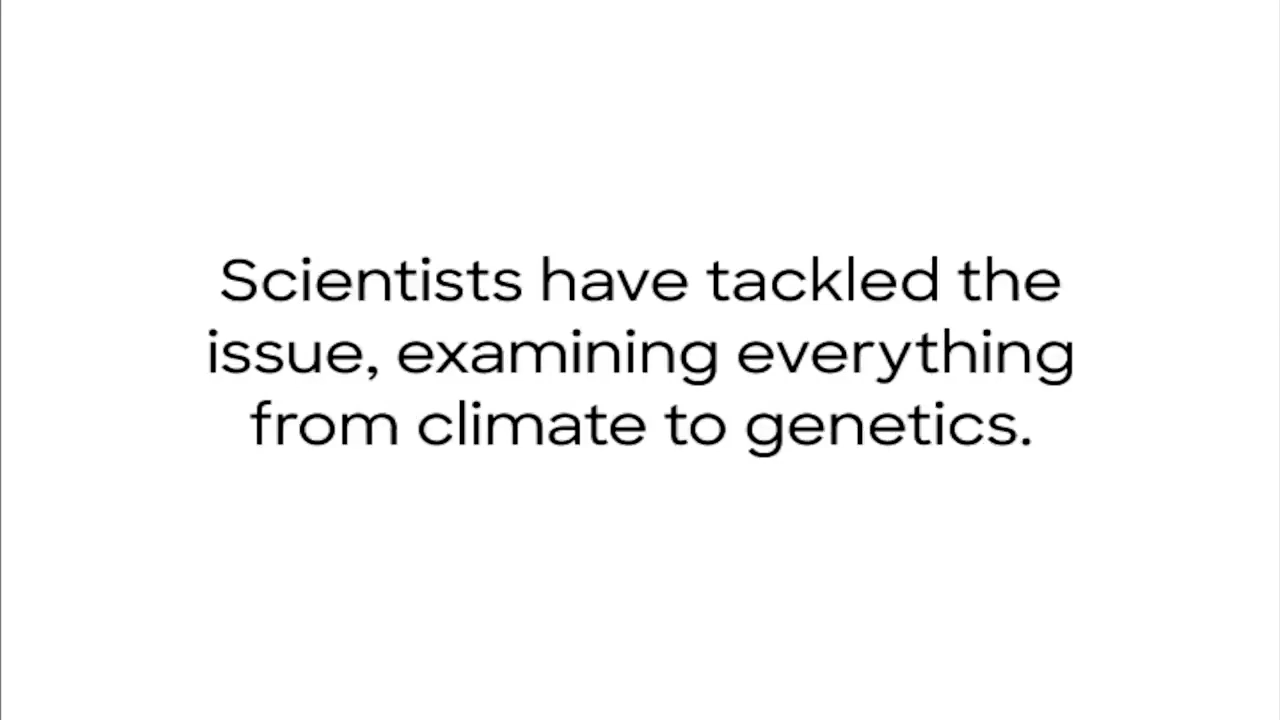 Scientists have tackled the
issue, examining everything
from climate to genetics.